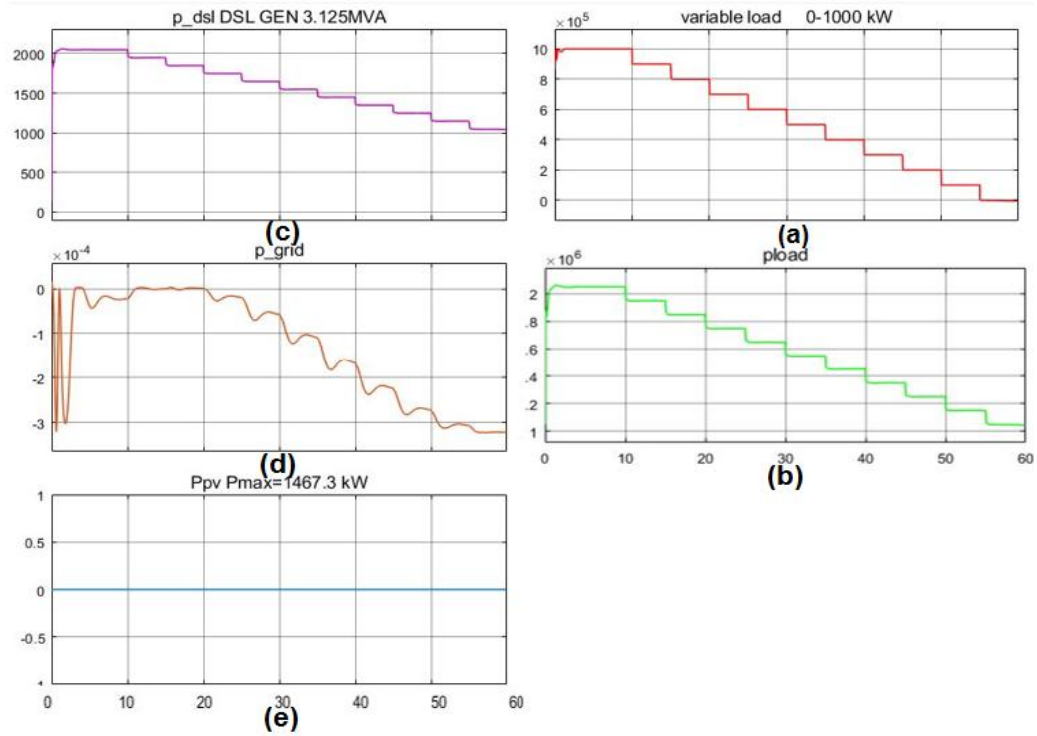 p_dsl DSL GEN 3.125MVA
2000
1500
1000
500
0
(c)
variable load 0-1000 kW
× 10^5
10
8
6
4
2
0
(a)
p_grid
× 10^-4
0
-1
-2
-3
(d)
pload
× 10^6
2
.8
.6
.4
.2
1
0 10 20 30 40 50 60
(b)
Ppv Pmax=1467.3 kW
1
0.5
0
-0.5
-1
0 10 20 30 40 50 60
(e)